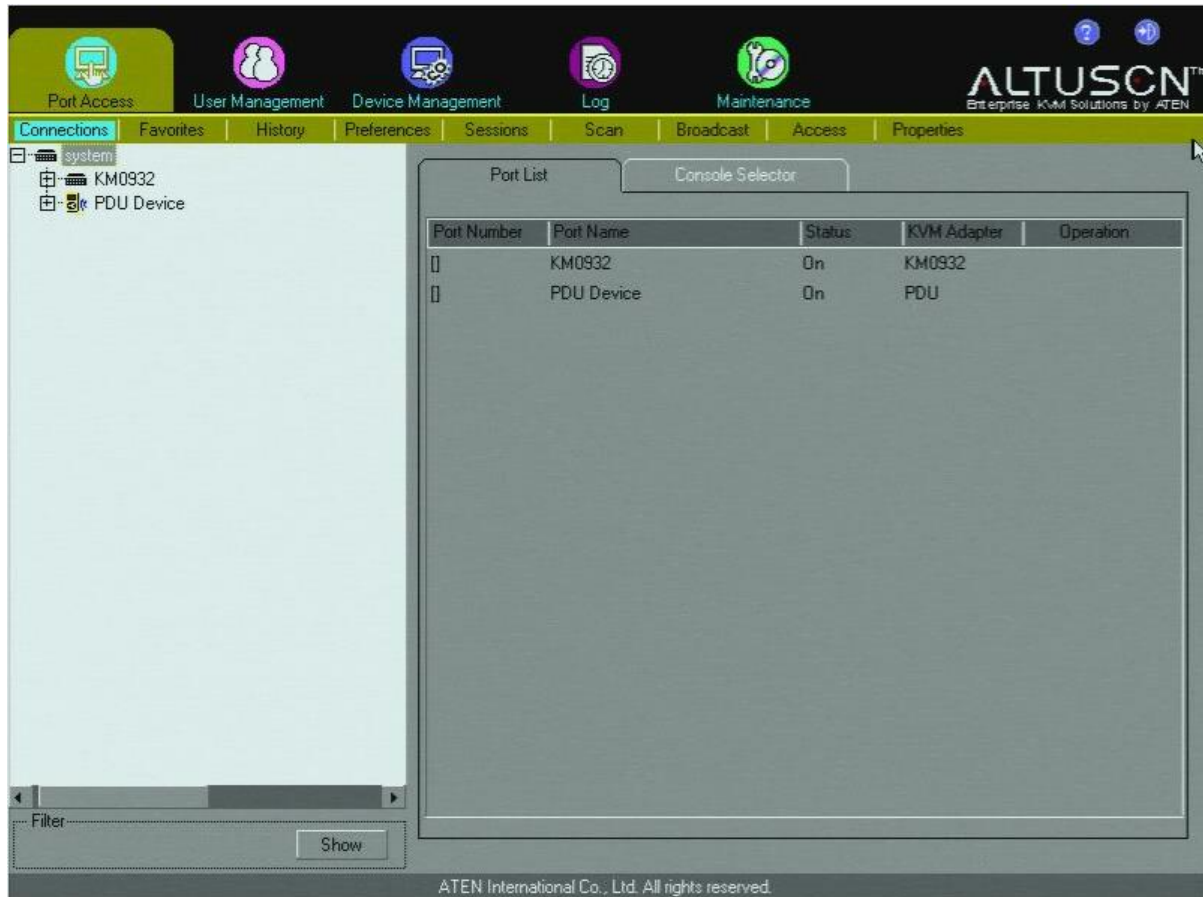 Port Access User Management Device Management Log Maintenance
ALTUSCN™
Enterprise KVM Solutions by ATEN
Connections Favorites History Preferences Sessions Scan Broadcast Access Properties
system
KM0932
PDU Device
Port List Console Selector
Port Number Port Name Status KVM Adapter Operation
[] KM0932 On KM0932
[] PDU Device On PDU
Filter
Show
ATEN International Co., Ltd. All rights reserved.